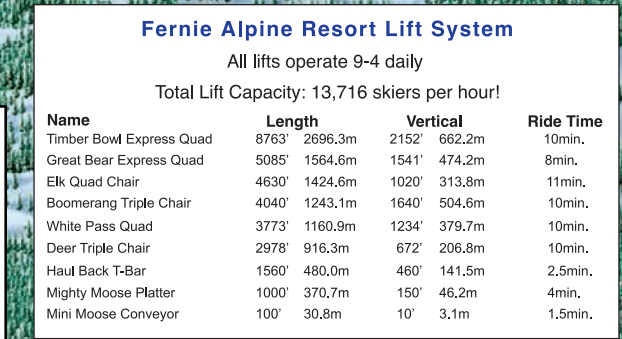 Fernie Alpine Resort Lift System
All lifts operate 9-4 daily
Total Lift Capacity: 13,716 skiers per hour!
Name Length Vertical Ride Time
Timber Bowl Express Quad 8763' 2696.3m 2152' 662.2m 10min.
Great Bear Express Quad 5085' 1564.6m 1541' 474.2m 8min.
Elk Quad Chair 4630' 1424.6m 1020' 313.8m 11min.
Boomerang Triple Chair 4040' 1243.1m 1640' 504.6m 10min.
White Pass Quad 3773' 1160.9m 1234' 379.7m 10min.
Deer Triple Chair 2978' 916.3m 672' 206.8m 10min.
Haul Back T-Bar 1560' 480.0m 460' 141.5m 2.5min.
Mighty Moose Platter 1000' 370.7m 150' 46.2m 4min.
Mini Moose Conveyor 100' 30.8m 10' 3.1m 1.5min.